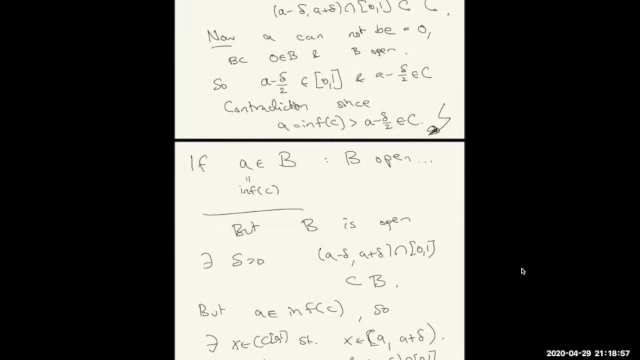 (a-δ, a+δ) ∩ [0,1] ⊂ C.
Now a can not be = 0,
BC 0∈B & B open.
So a-δ/2 ∈ [0,1] & a-δ/2 ∈ C
Contradiction since
a=inf(C) > a-δ/2 ∈ C.
If a ∈ B : B open...
"
inf(C)
But B is open
∃ δ>0 (a-δ, a+δ) ∩ [0,1]
⊂ B.
But a ∈ inf(C), so
∃ x∈ st. x∈[a, a+δ).
2020-04-29 21:18:57